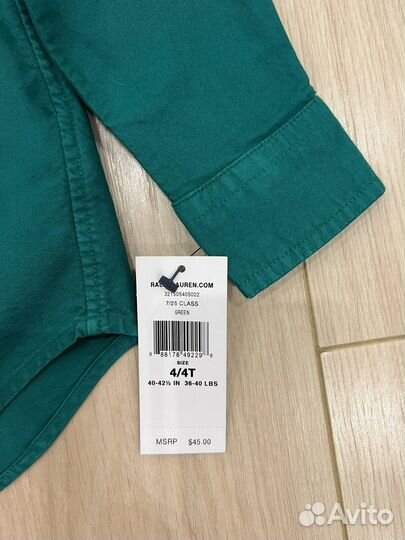 LAUREN.COM
321505405002
7/25 CLASS
GREEN
8 88178 49229 8
SIZE
4/4T
40-42½ IN 36-40 LBS
MSRP $45.00
Avito